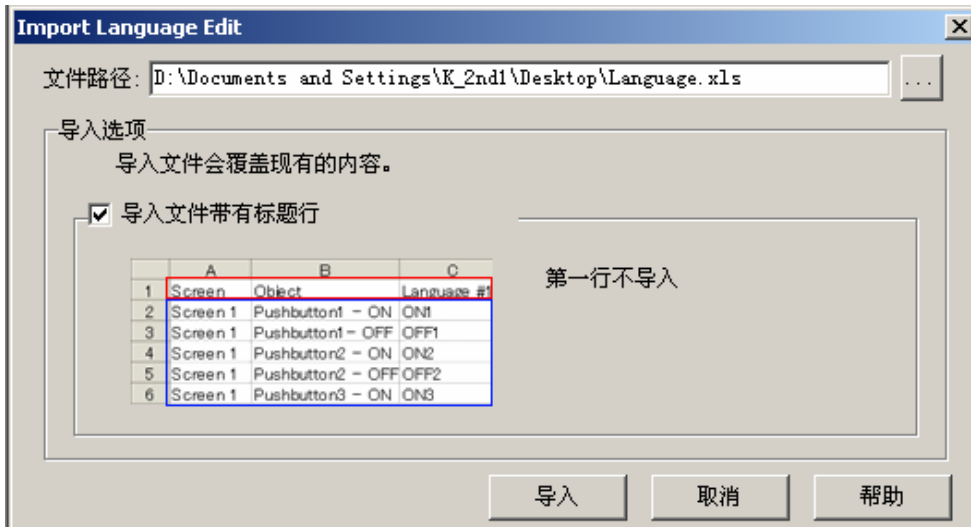 Import Language Edit
文件路径: D:\Documents and Settings\K_2nd1\Desktop\Language.xls ...
导入选项
导入文件会覆盖现有的内容。
导入文件带有标题行
A B C
1 Screen Object Language #1
2 Screen 1 Pushbutton1 - ON ON1
3 Screen 1 Pushbutton1- OFF OFF1
4 Screen 1 Pushbutton2 - ON ON2
5 Screen 1 Pushbutton2 - OFF OFF2
6 Screen 1 Pushbutton3 - ON ON3
第一行不导入
导入 取消 帮助